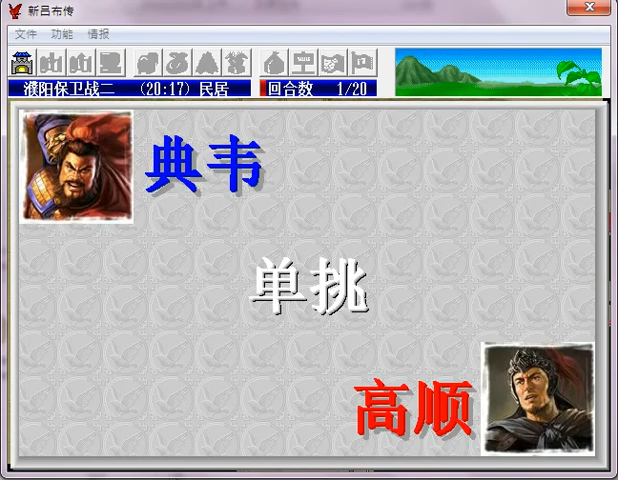 新吕布传
文件 功能 情报
濮阳保卫战二 (20:17) 民居 回合数 1/20
典韦
单挑
高顺